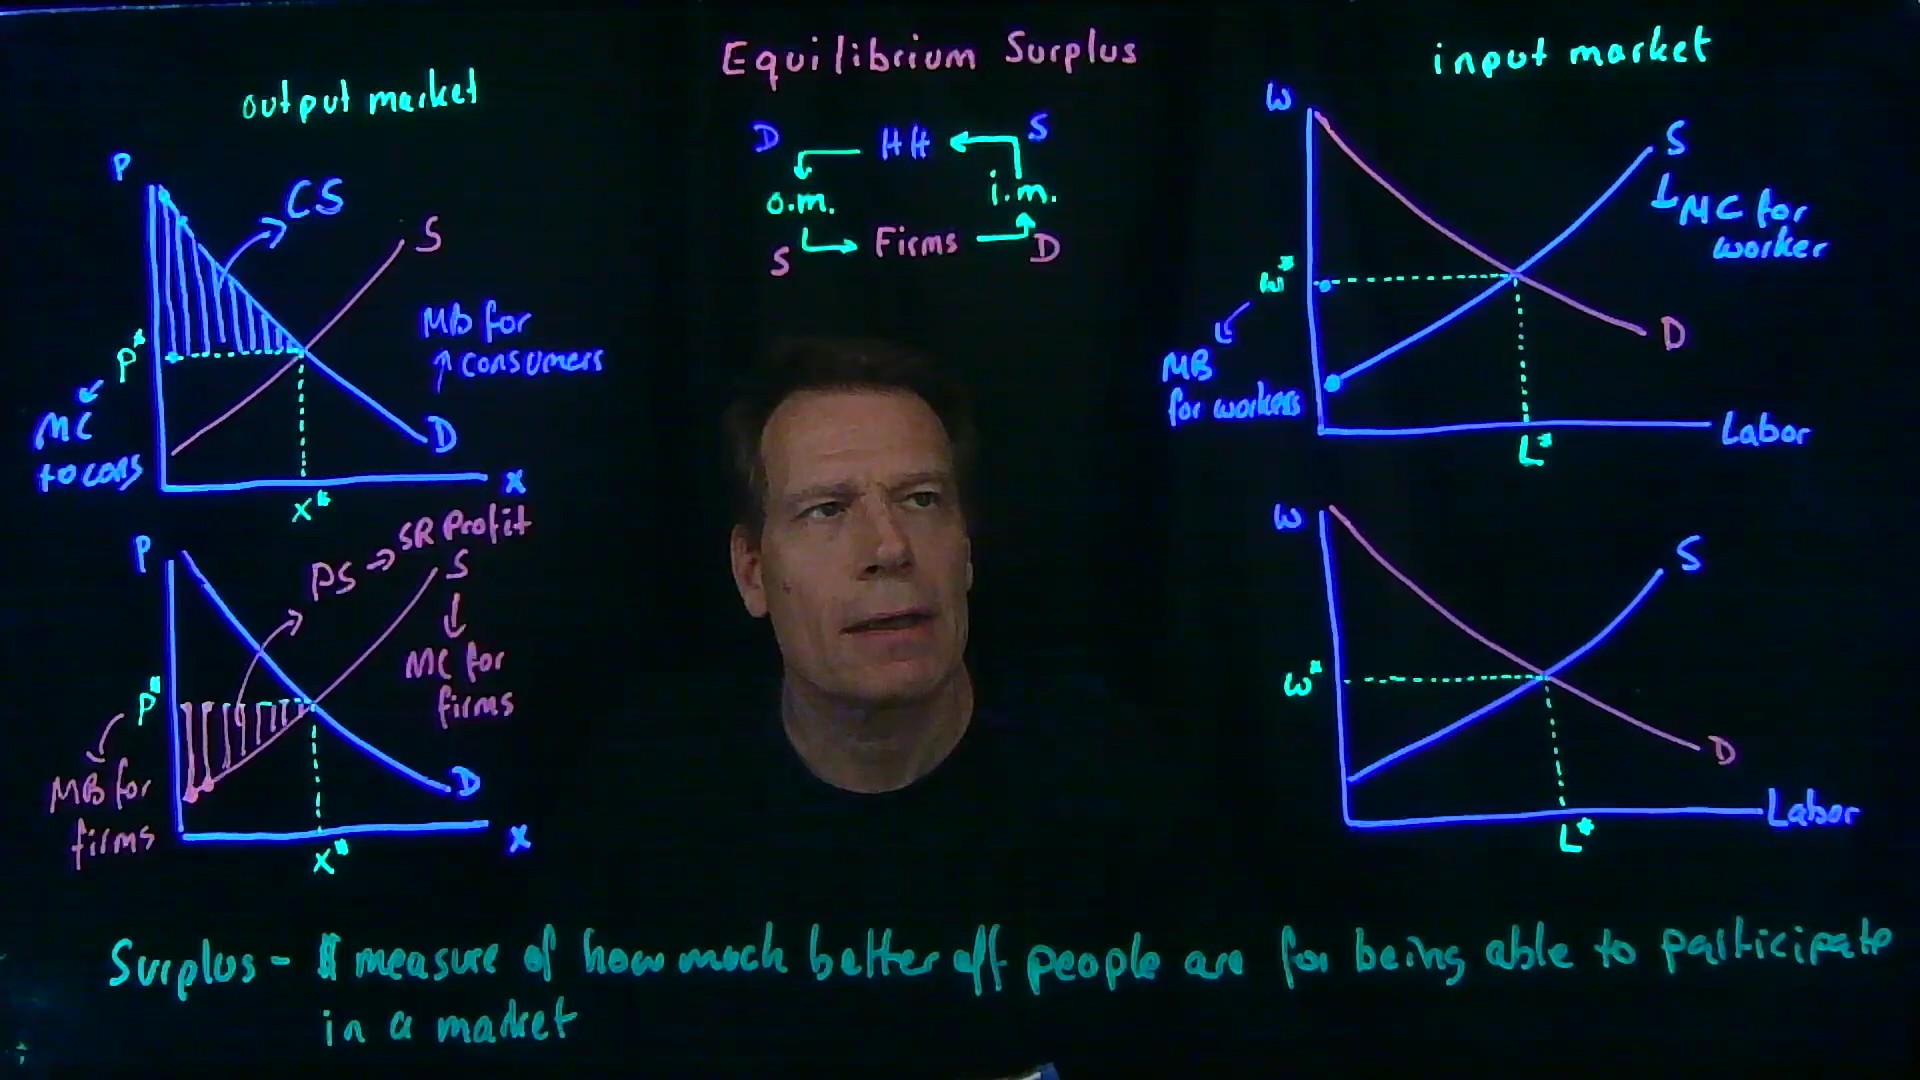 Equilibrium Surplus
output market
P
CS
S
P*
MC
to cons
MB for
consumers
D
X*
x
D HH S
o.m. i.m.
S Firms D
input market
W
S
MC for
worker
W*
MB
for workers
D
L*
Labor
P
PS → SR Profit
S
MC for
firms
P*
MB for
firms
D
X*
x
W
S
W*
D
L*
Labor
Surplus - $ measure of how much better off people are for being able to participate
in a market